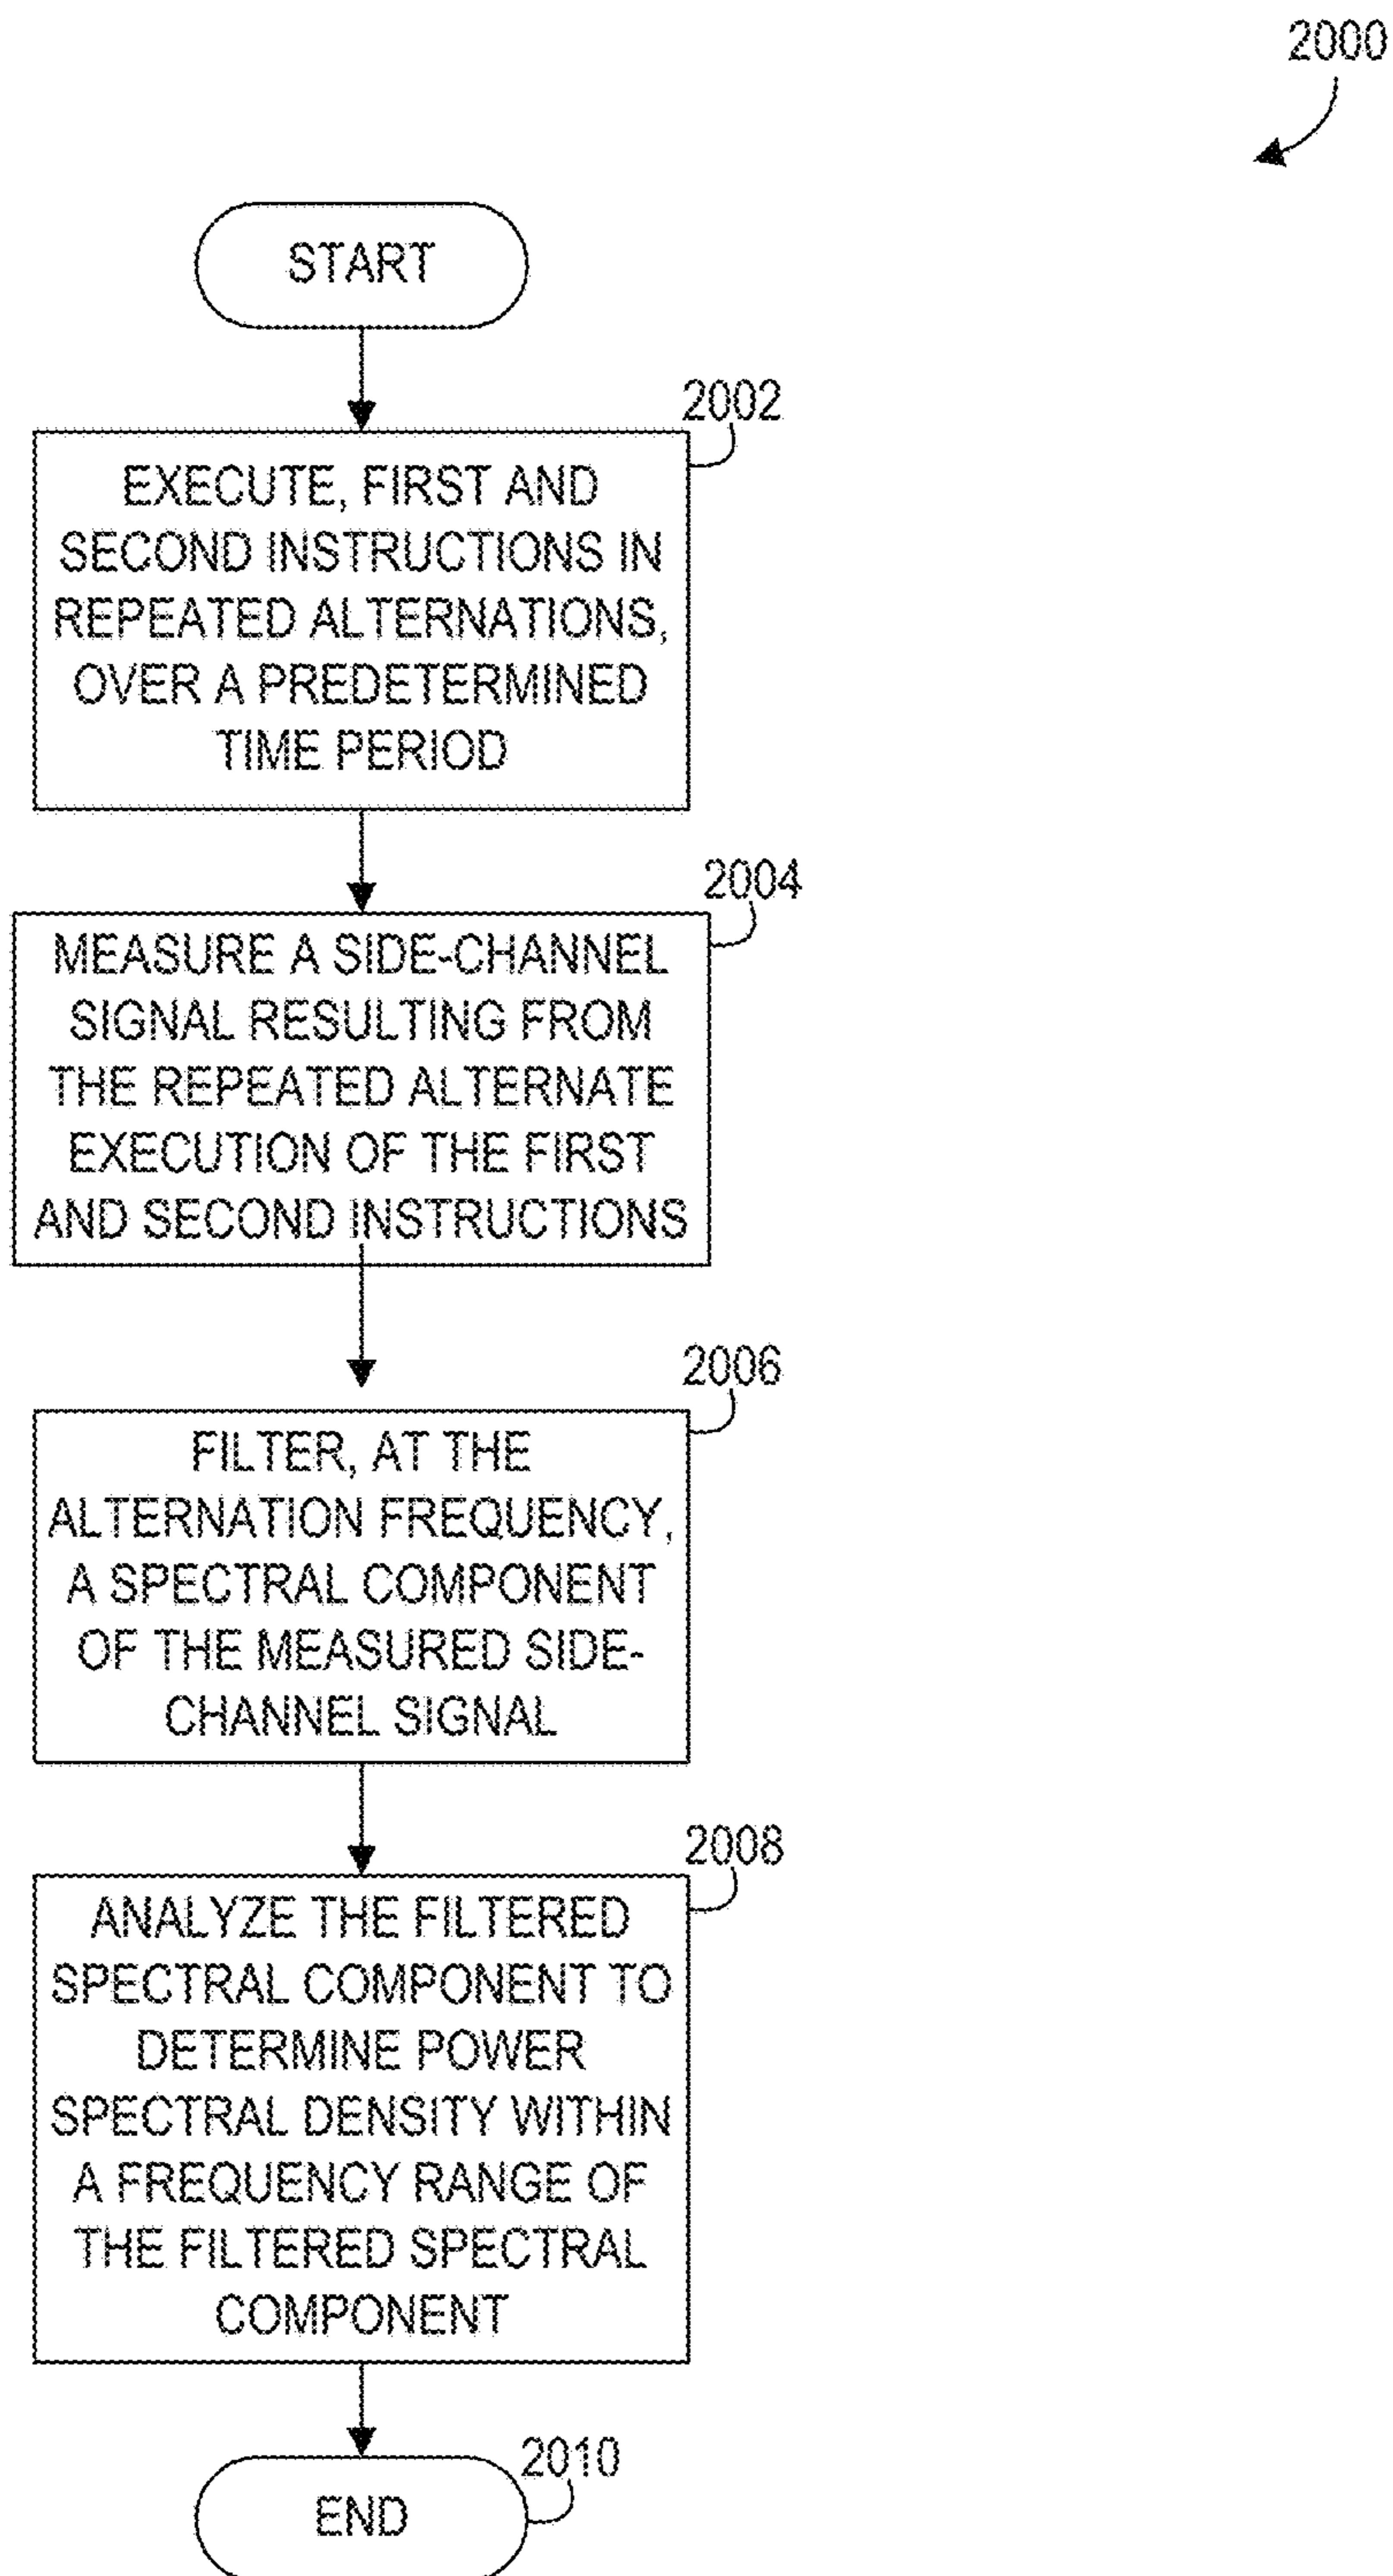 2000
START
2002
EXECUTE, FIRST AND
SECOND INSTRUCTIONS IN
REPEATED ALTERNATIONS,
OVER A PREDETERMINED
TIME PERIOD
2004
MEASURE A SIDE-CHANNEL
SIGNAL RESULTING FROM
THE REPEATED ALTERNATE
EXECUTION OF THE FIRST
AND SECOND INSTRUCTIONS
2006
FILTER, AT THE
ALTERNATION FREQUENCY,
A SPECTRAL COMPONENT
OF THE MEASURED SIDE-
CHANNEL SIGNAL
2008
ANALYZE THE FILTERED
SPECTRAL COMPONENT TO
DETERMINE POWER
SPECTRAL DENSITY WITHIN
A FREQUENCY RANGE OF
THE FILTERED SPECTRAL
COMPONENT
2010
END